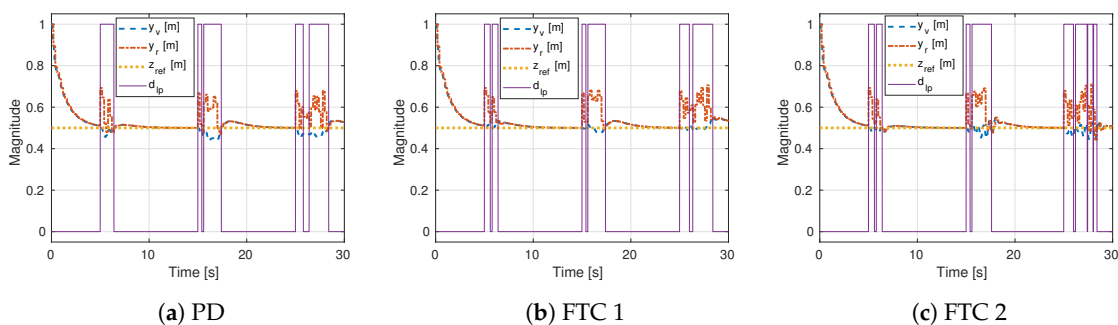 y_v [m]
y_r [m]
z_ref [m]
d_lp
1
0.8
0.6
0.4
0.2
0
Magnitude
0 10 20 30
Time [s]
(a) PD
y_v [m]
y_r [m]
z_ref [m]
d_lp
1
0.8
0.6
0.4
0.2
0
Magnitude
0 10 20 30
Time [s]
(b) FTC 1
y_v [m]
y_r [m]
z_ref [m]
d_lp
1
0.8
0.6
0.4
0.2
0
Magnitude
0 10 20 30
Time [s]
(c) FTC 2